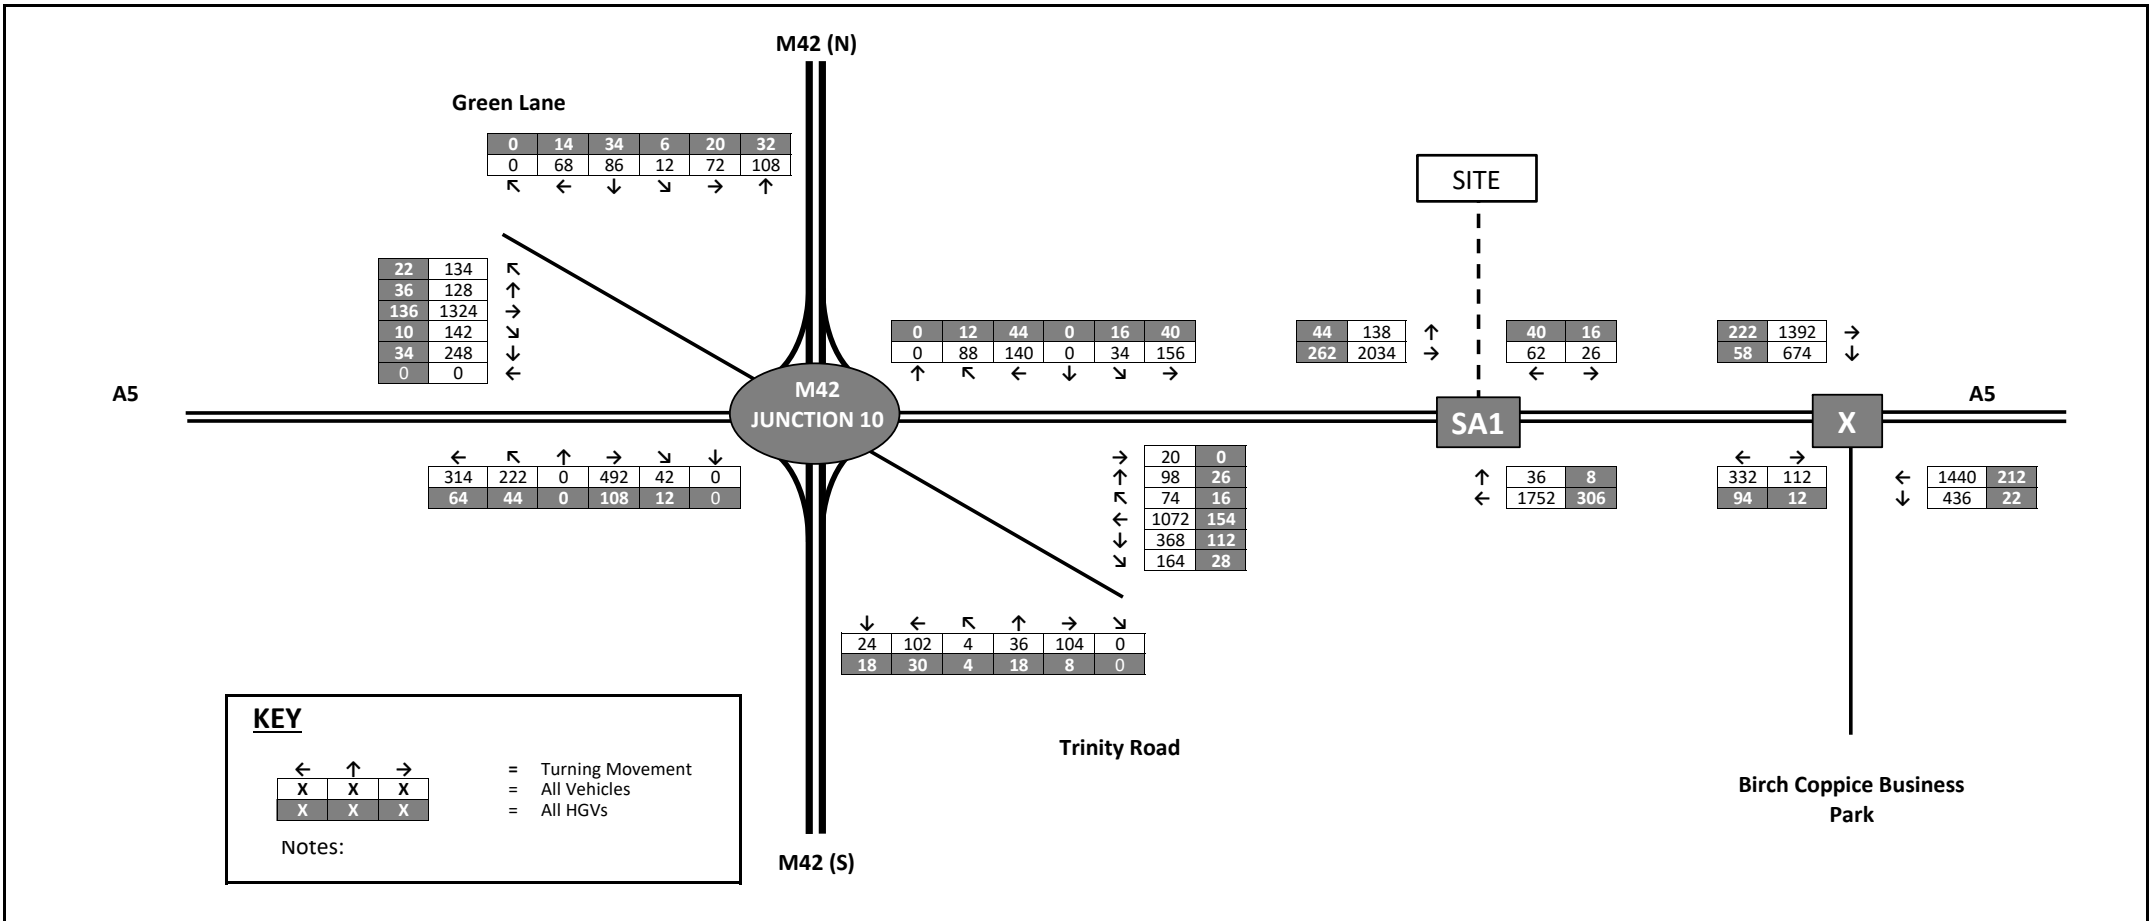 M42 (N)
Green Lane
0 14 34 6 20 32
0 68 86 12 72 108
↖ ← ↓ ↘ → ↑
SITE
22 134 ↖
36 128 ↑
136 1324 →
10 142 ↘
34 248 ↓
0 0 ←
0 12 44 0 16 40
0 88 140 0 34 156
↑ ↖ ← ↓ ↘ →
44 138 ↑
262 2034 →
40 16
62 26
← →
222 1392 →
58 674 ↓
A5
M42
JUNCTION 10
SA1
X
A5
← ↖ ↑ → ↘ ↓
314 222 0 492 42 0
64 44 0 108 12 0
→ 20 0
↑ 98 26
↖ 74 16
← 1072 154
↓ 368 112
↘ 164 28
↑ 36 8
← 1752 306
← →
332 112
94 12
← 1440 212
↓ 436 22
↓ ← ↖ ↑ → ↘
24 102 4 36 104 0
18 30 4 18 8 0
KEY
← ↑ → = Turning Movement
X X X = All Vehicles
X X X = All HGVs
Notes:
Trinity Road
Birch Coppice Business
Park
M42 (S)